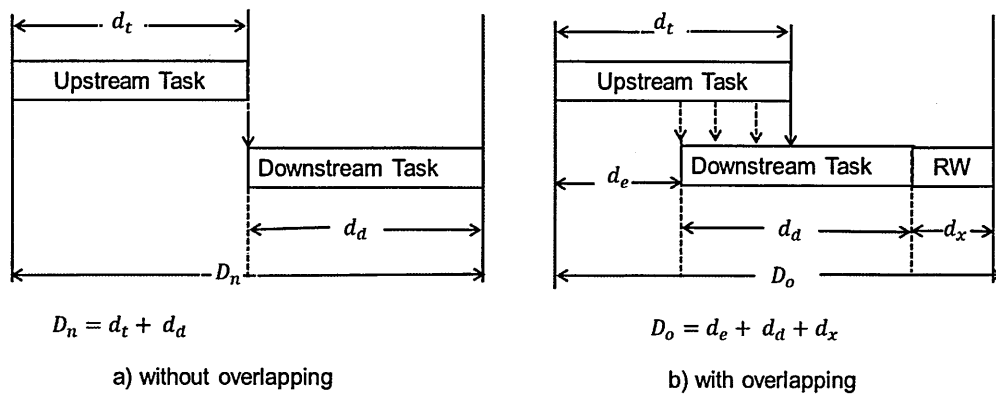 d_t
Upstream Task
Downstream Task
d_d
D_n
D_n = d_t + d_d
a) without overlapping
d_t
Upstream Task
Downstream Task
RW
d_e
d_d
d_x
D_o
D_o = d_e + d_d + d_x
b) with overlapping